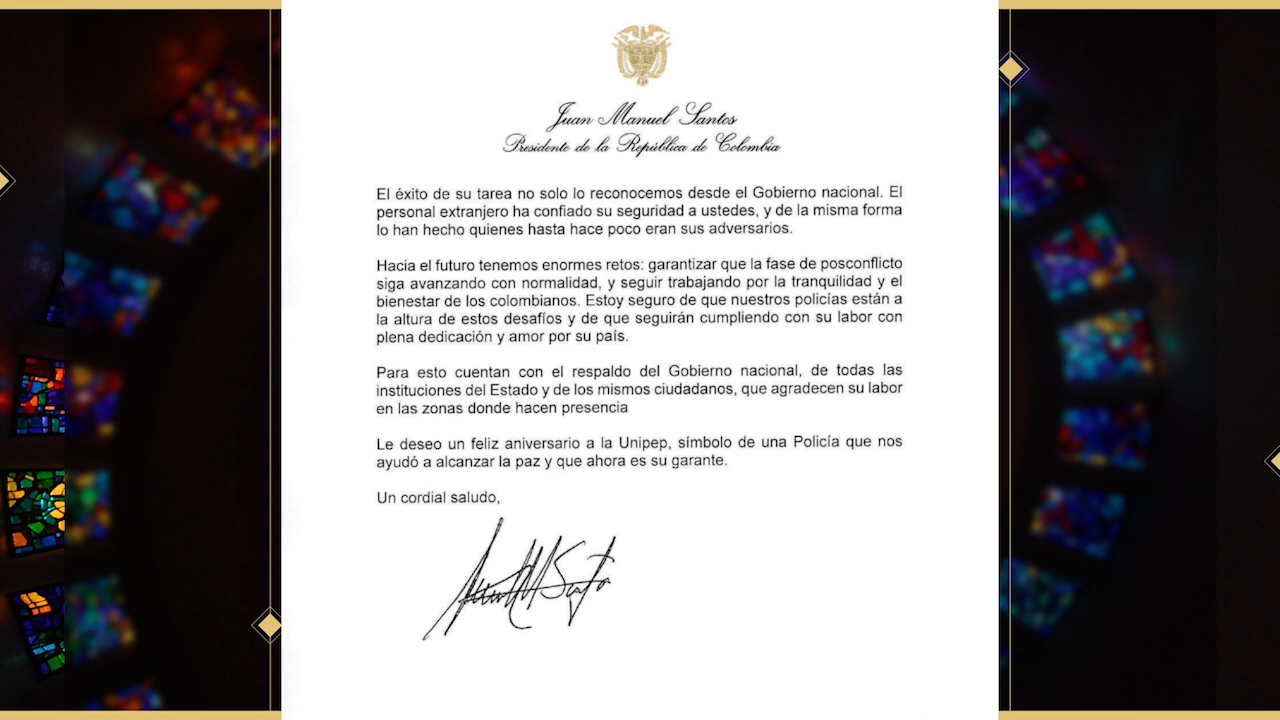 Juan Manuel Santos
Presidente de la República de Colombia
El éxito de su tarea no solo lo reconocemos desde el Gobierno nacional. El
personal extranjero ha confiado su seguridad a ustedes, y de la misma forma
lo han hecho quienes hasta hace poco eran sus adversarios.
Hacia el futuro tenemos enormes retos: garantizar que la fase de posconflicto
siga avanzando con normalidad, y seguir trabajando por la tranquilidad y el
bienestar de los colombianos. Estoy seguro de que nuestros policías están a
la altura de estos desafíos y de que seguirán cumpliendo con su labor con
plena dedicación y amor por su país.
Para esto cuentan con el respaldo del Gobierno nacional, de todas las
instituciones del Estado y de los mismos ciudadanos, que agradecen su labor
en las zonas donde hacen presencia
Le deseo un feliz aniversario a la Unipep, símbolo de una Policía que nos
ayudó a alcanzar la paz y que ahora es su garante.
Un cordial saludo,